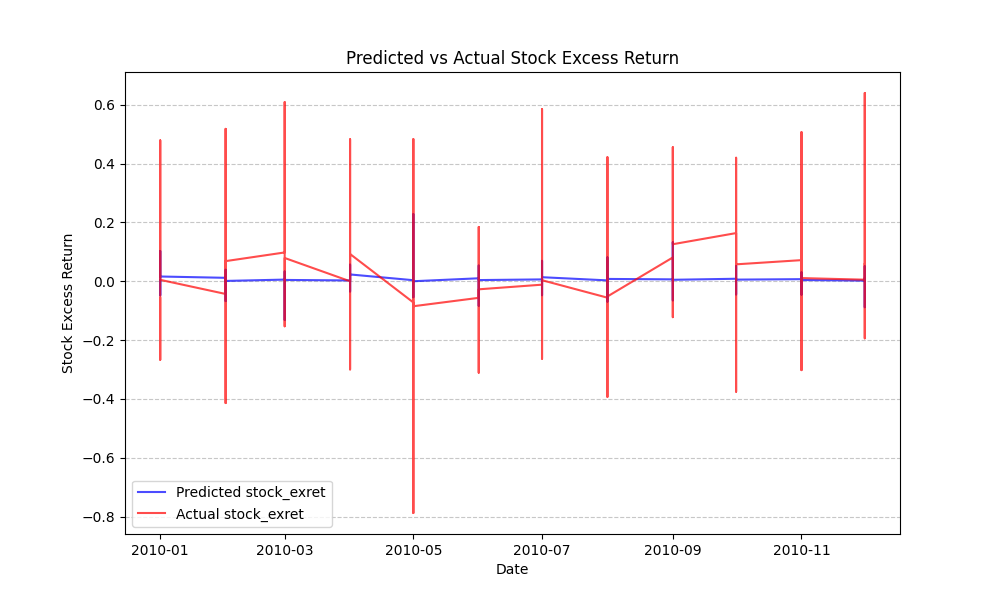 Predicted vs Actual Stock Excess Return
Stock Excess Return
0.6
0.4
0.2
0.0
−0.2
−0.4
−0.6
−0.8
Predicted stock_exret
Actual stock_exret
2010-01 2010-03 2010-05 2010-07 2010-09 2010-11
Date